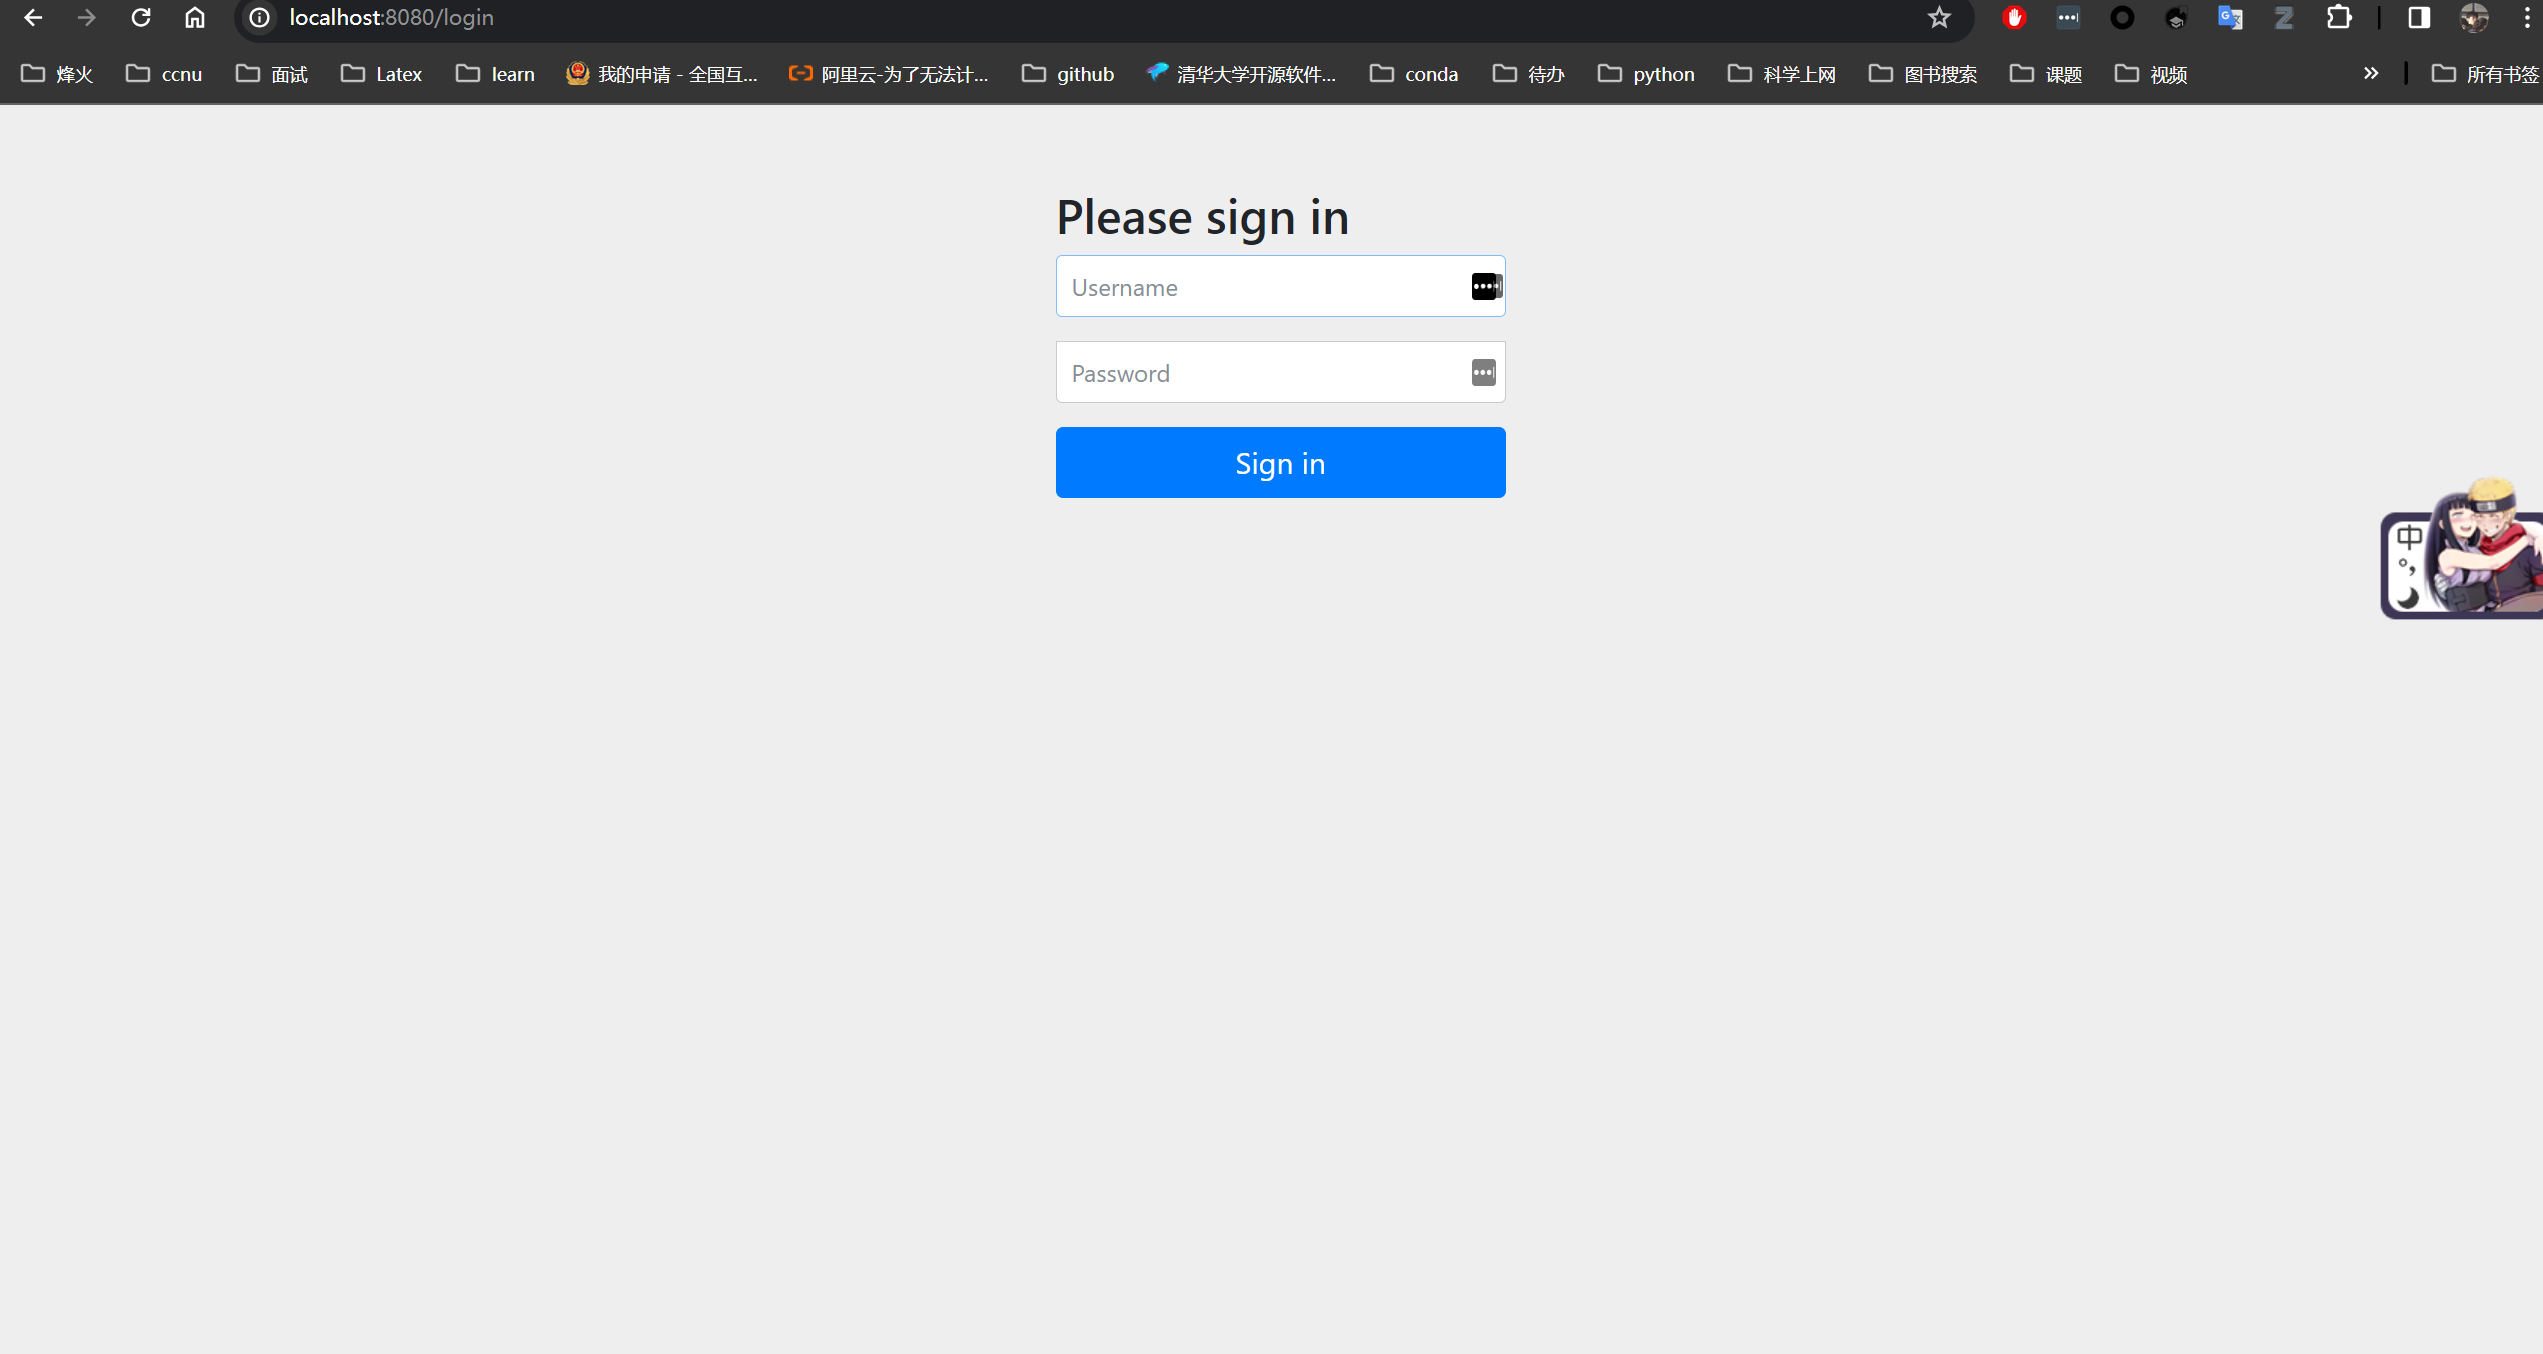 localhost:8080/login
烽火 ccnu 面试 Latex learn 我的申请 - 全国互... 阿里云-为了无法计... github 清华大学开源软件... conda 待办 python 科学上网 图书搜索 课题 视频 » 所有书签
Please sign in
Username
Password
Sign in
中
°,